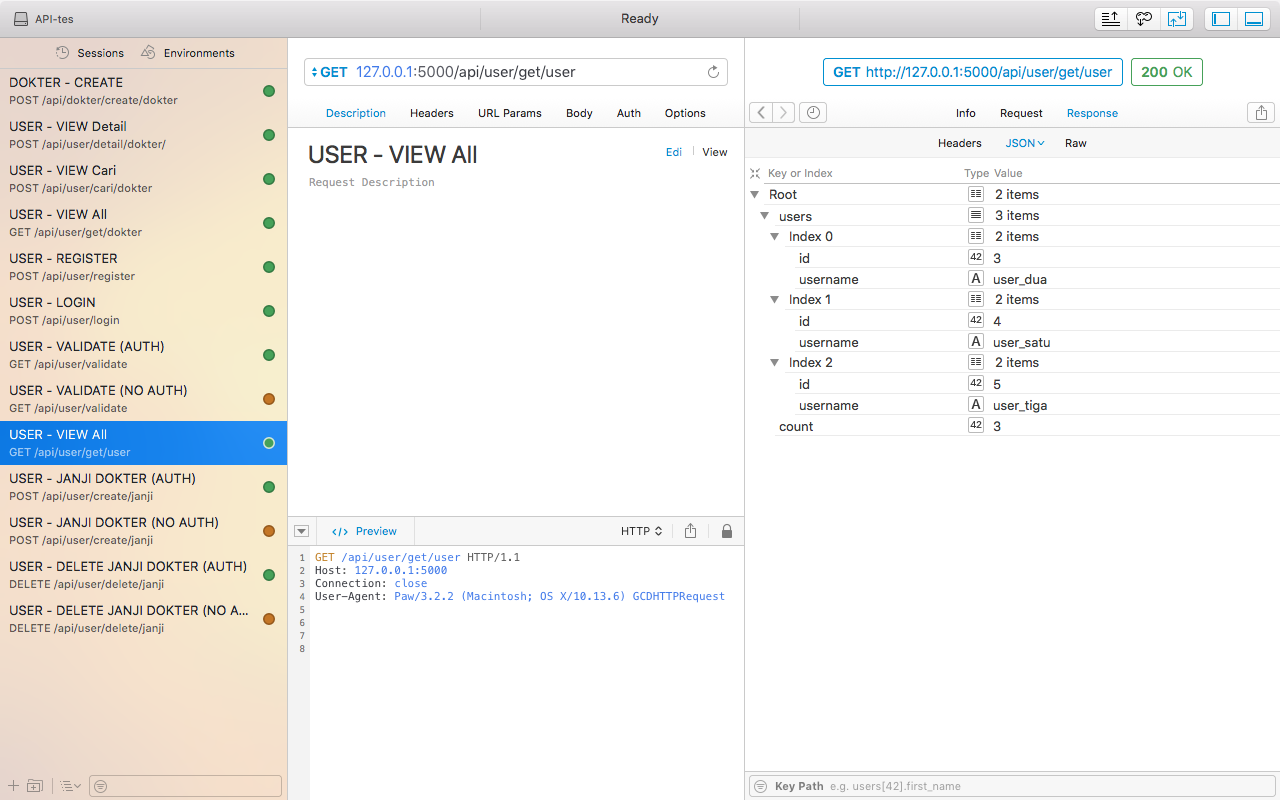 API-tes
Ready
Sessions Environments
DOKTER - CREATE
POST /api/dokter/create/dokter
USER - VIEW Detail
POST /api/user/detail/dokter/
USER - VIEW Cari
POST /api/user/cari/dokter
USER - VIEW All
GET /api/user/get/dokter
USER - REGISTER
POST /api/user/register
USER - LOGIN
POST /api/user/login
USER - VALIDATE (AUTH)
GET /api/user/validate
USER - VALIDATE (NO AUTH)
GET /api/user/validate
USER - VIEW All
GET /api/user/get/user
USER - JANJI DOKTER (AUTH)
POST /api/user/create/janji
USER - JANJI DOKTER (NO AUTH)
POST /api/user/create/janji
USER - DELETE JANJI DOKTER (AUTH)
DELETE /api/user/delete/janji
USER - DELETE JANJI DOKTER (NO A...
DELETE /api/user/delete/janji
GET 127.0.0.1:5000/api/user/get/user
Description Headers URL Params Body Auth Options
USER - VIEW All
Edi View
Request Description
</> Preview HTTP
1 GET /api/user/get/user HTTP/1.1
2 Host: 127.0.0.1:5000
3 Connection: close
4 User-Agent: Paw/3.2.2 (Macintosh; OS X/10.13.6) GCDHTTPRequest
5
6
7
8
GET http://127.0.0.1:5000/api/user/get/user 200 OK
Info Request Response
Headers JSON Raw
Key or Index Type Value
Root 2 items
users 3 items
Index 0 2 items
id 42 3
username A user_dua
Index 1 2 items
id 42 4
username A user_satu
Index 2 2 items
id 42 5
username A user_tiga
count 42 3
Key Path e.g. users[42].first_name